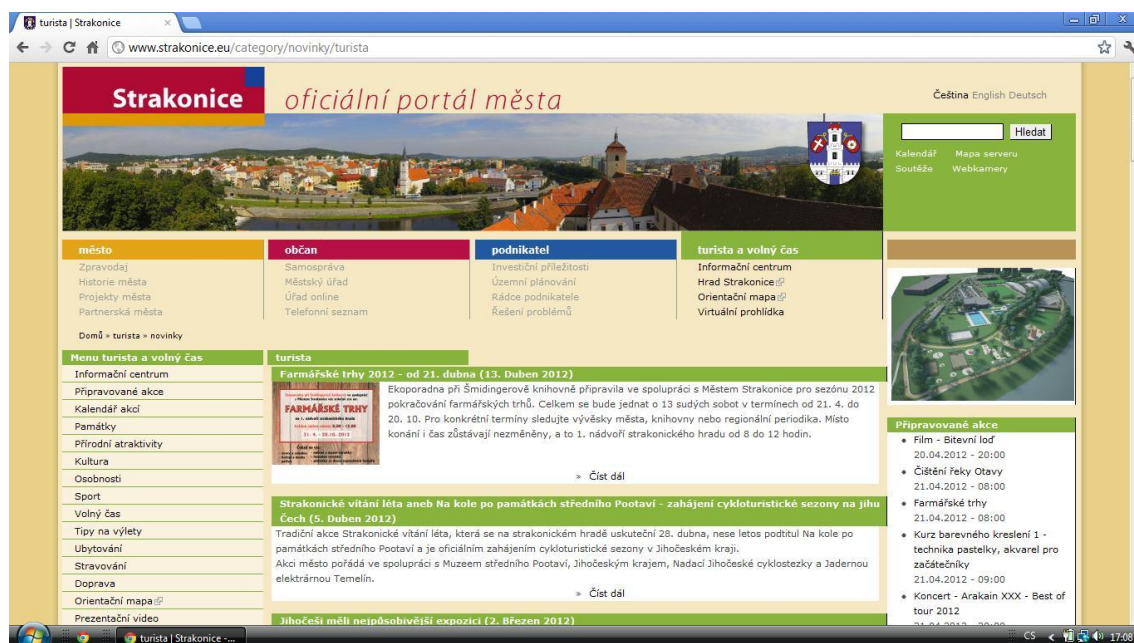 turista | Strakonice
www.strakonice.eu/category/novinky/turista
Strakonice
oficiální portál města
Čeština English Deutsch
Hledat
Kalendář Mapa serveru
Soutěže Webkamery
město
Zpravodaj
Historie města
Projekty města
Partnerská města
občan
Samospráva
Městský úřad
Úřad online
Telefonní seznam
podnikatel
Investiční příležitosti
Územní plánování
Rádce podnikatele
Řešení problémů
turista a volný čas
Informační centrum
Hrad Strakonice
Orientační mapa
Virtuální prohlídka
Domů » turista » novinky
Menu turista a volný čas
Informační centrum
Připravované akce
Kalendář akcí
Památky
Přírodní atraktivity
Kultura
Osobnosti
Sport
Volný čas
Tipy na výlety
Ubytování
Stravování
Doprava
Orientační mapa
Prezentační video
turista
Farmářské trhy 2012 - od 21. dubna (13. Duben 2012)
FARMÁŘSKÉ TRHY
21. 4. - 20. 10. 2012
Ekoporadna při Šmidingerově knihovně připravila ve spolupráci s Městem Strakonice pro sezónu 2012
pokračování farmářských trhů. Celkem se bude jednat o 13 sudých sobot v termínech od 21. 4. do
20. 10. Pro konkrétní termíny sledujte vývěsky města, knihovny nebo regionální periodika. Místo
konání i čas zůstávají nezměněny, a to 1. nádvoří strakonického hradu od 8 do 12 hodin.
» Číst dál
Strakonické vítání léta aneb Na kole po památkách středního Pootaví - zahájení cykloturistické sezony na jihu
Čech (5. Duben 2012)
Tradiční akce Strakonické vítání léta, která se na strakonickém hradě uskuteční 28. dubna, nese letos podtitul Na kole po
památkách středního Pootaví a je oficiálním zahájením cykloturistické sezony v Jihočeském kraji.
Akci město pořádá ve spolupráci s Muzeem středního Pootaví, Jihočeským krajem, Nadací Jihočeské cyklostezky a Jadernou
elektrárnou Temelín.
» Číst dál
Jihočeši měli nejpůsobivější expozici (2. Březen 2012)
Připravované akce
Film - Bitevní loď
20.04.2012 - 20:00
Čištění řeky Otavy
21.04.2012 - 08:00
Farmářské trhy
21.04.2012 - 08:00
Kurz barevného kreslení 1 -
technika pastelky, akvarel pro
začátečníky
21.04.2012 - 09:00
Koncert - Arakain XXX - Best of
tour 2012
21.04.2012 - 20:00
turista | Strakonice -...
CS
17:08